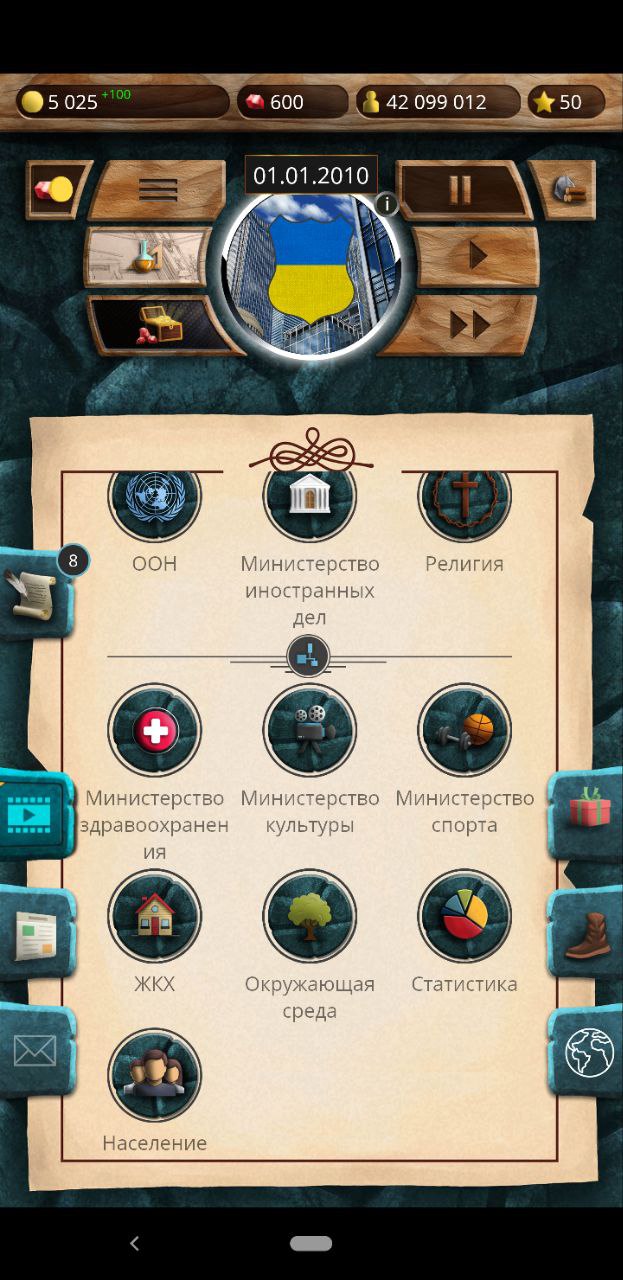 5 025 +100 600 42 099 012 50
01.01.2010
i
1
ООН
Министерство
иностранных
дел
Религия
8
Министерство
здравоохранен
ия
Министерство
культуры
Министерство
спорта
ЖКХ
Окружающая
среда
Статистика
Население